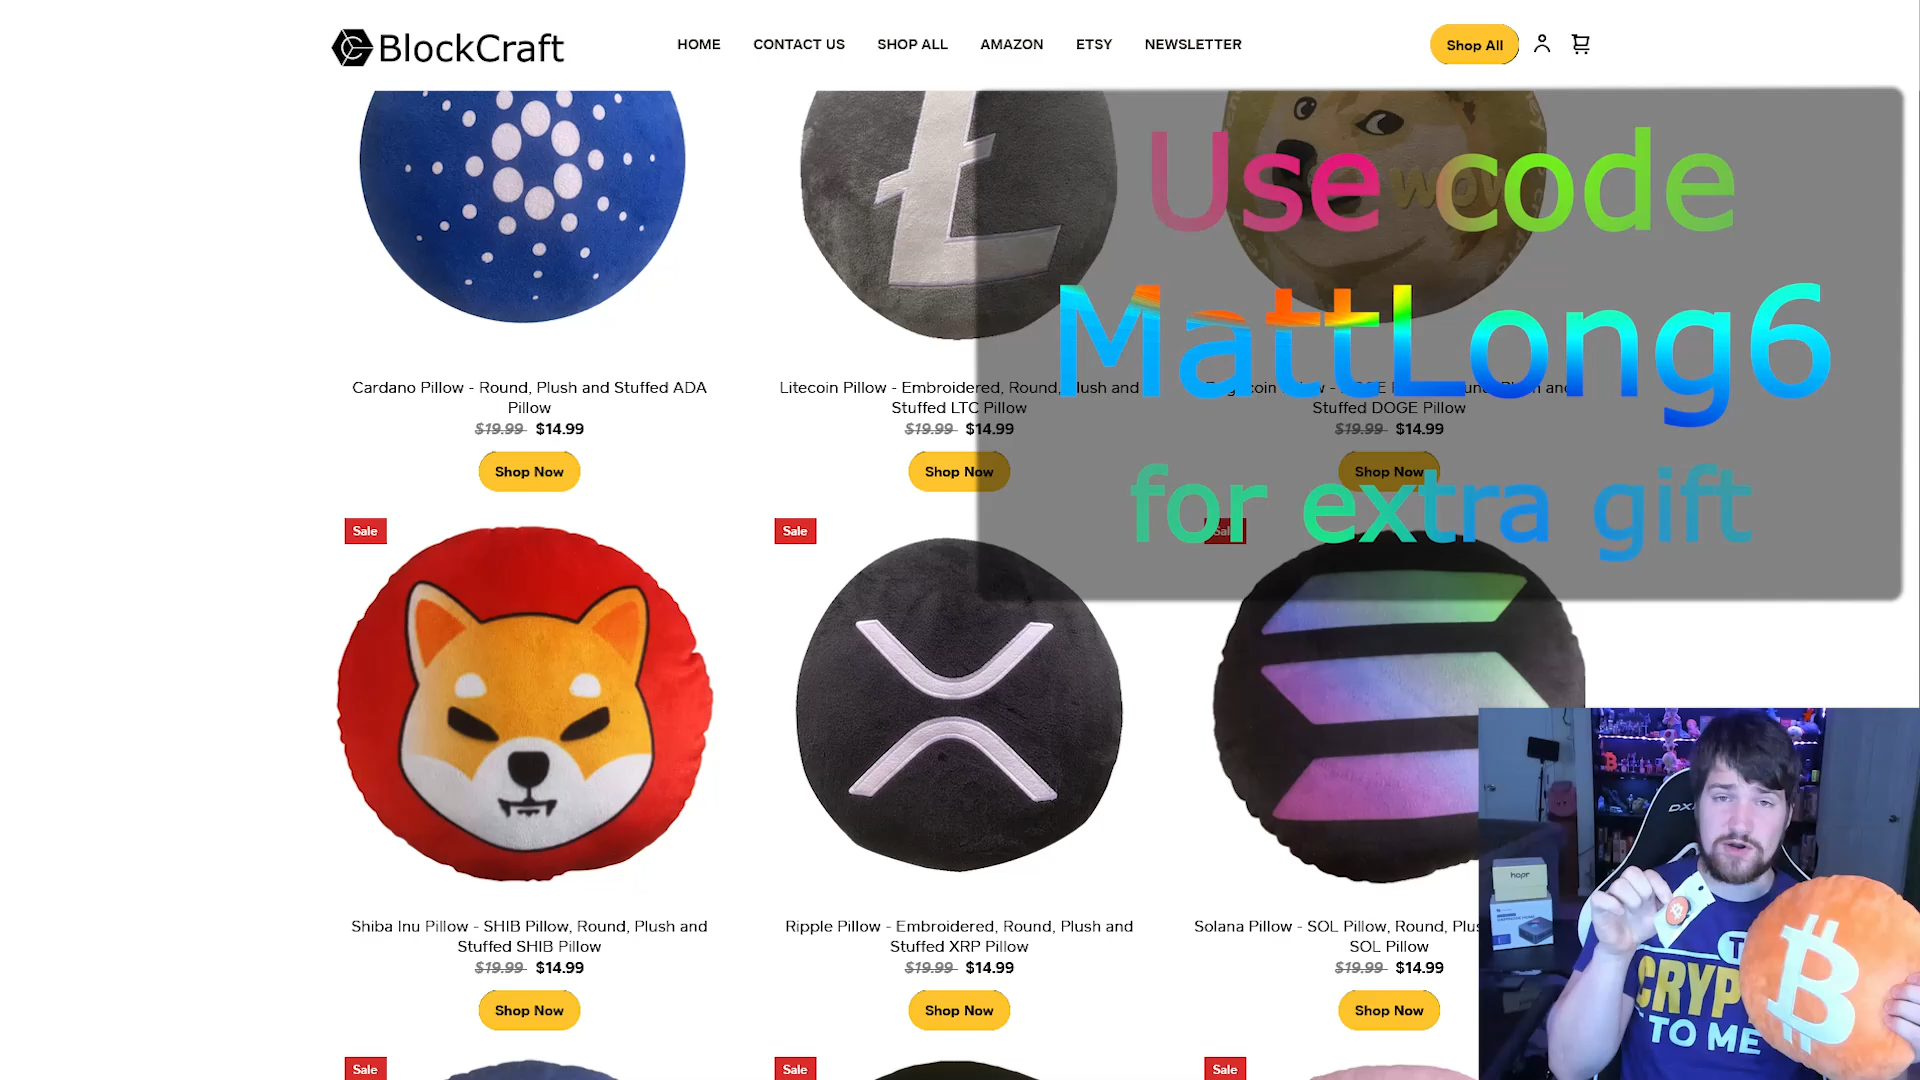 BlockCraft
HOME
CONTACT US
SHOP ALL
AMAZON
ETSY
NEWSLETTER
Shop All
wow
Use code
MattLong6
for extra gift
Cardano Pillow - Round, Plush and Stuffed ADA
Pillow
$19.99 $14.99
Shop Now
Litecoin Pillow - Embroidered, Round, Plush and
Stuffed LTC Pillow
$19.99 $14.99
Shop Now
Stuffed DOGE Pillow
$19.99 $14.99
Shop Now
Sale
Sale
Sale
Shiba Inu Pillow - SHIB Pillow, Round, Plush and
Stuffed SHIB Pillow
$19.99 $14.99
Shop Now
Ripple Pillow - Embroidered, Round, Plush and
Stuffed XRP Pillow
$19.99 $14.99
Shop Now
Solana Pillow - SOL Pillow, Round, Plus
SOL Pillow
$19.99 $14.99
Shop Now
Sale
Sale
Sale
DX
hopr
CRYP
TO ME